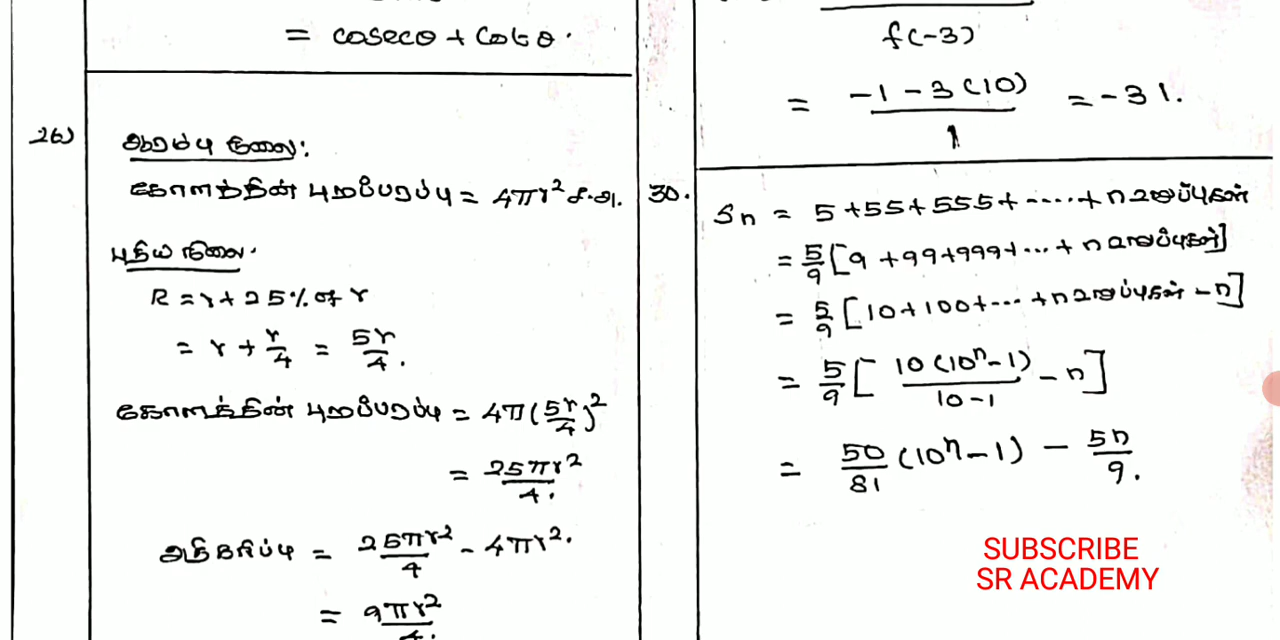 = cosecθ + cotθ.
26)
ஆரம்ப நிலை:
கோளத்தின் புறப்பரப்பு = 4πr² ச.அ.
புதிய நிலை.
R = r + 25% of r
= r + r/4 = 5r/4.
கோளத்தின் புறப்பரப்பு = 4π(5r/4)²
= 25πr²/4.
அதிகரிப்பு = 25πr²/4 - 4πr².
= 9πr²/4.
f(-3)
= (-1 - 3(10))/1 = -31.
30.
Sn = 5+55+555+.....+n உறுப்புகள்
= 5/9 [9+99+999+...+ n உறுப்புகள்]
= 5/9 [10+100+...+n உறுப்புகள் - n]
= 5/9 [10(10ⁿ-1)/(10-1) - n]
= 50/81 (10ⁿ-1) - 5n/9.
SUBSCRIBE
SR ACADEMY